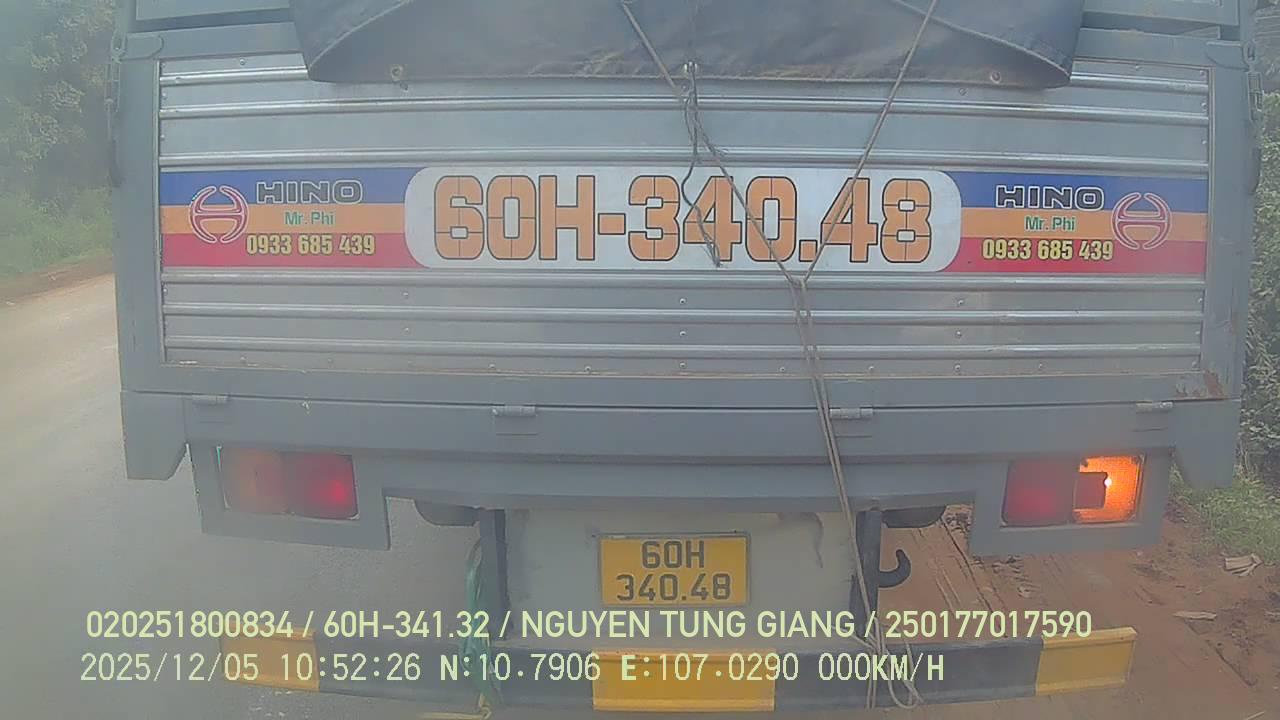 HINO
Mr. Phi
0933 685 439
60H-340.48
HINO
Mr. Phi
0933 685 439
60H
340.48
020251800834 / 60H-341.32 / NGUYEN TUNG GIANG / 250177017590
2025/12/05 10:52:26 N:10.7906 E:107.0290 000KM/H